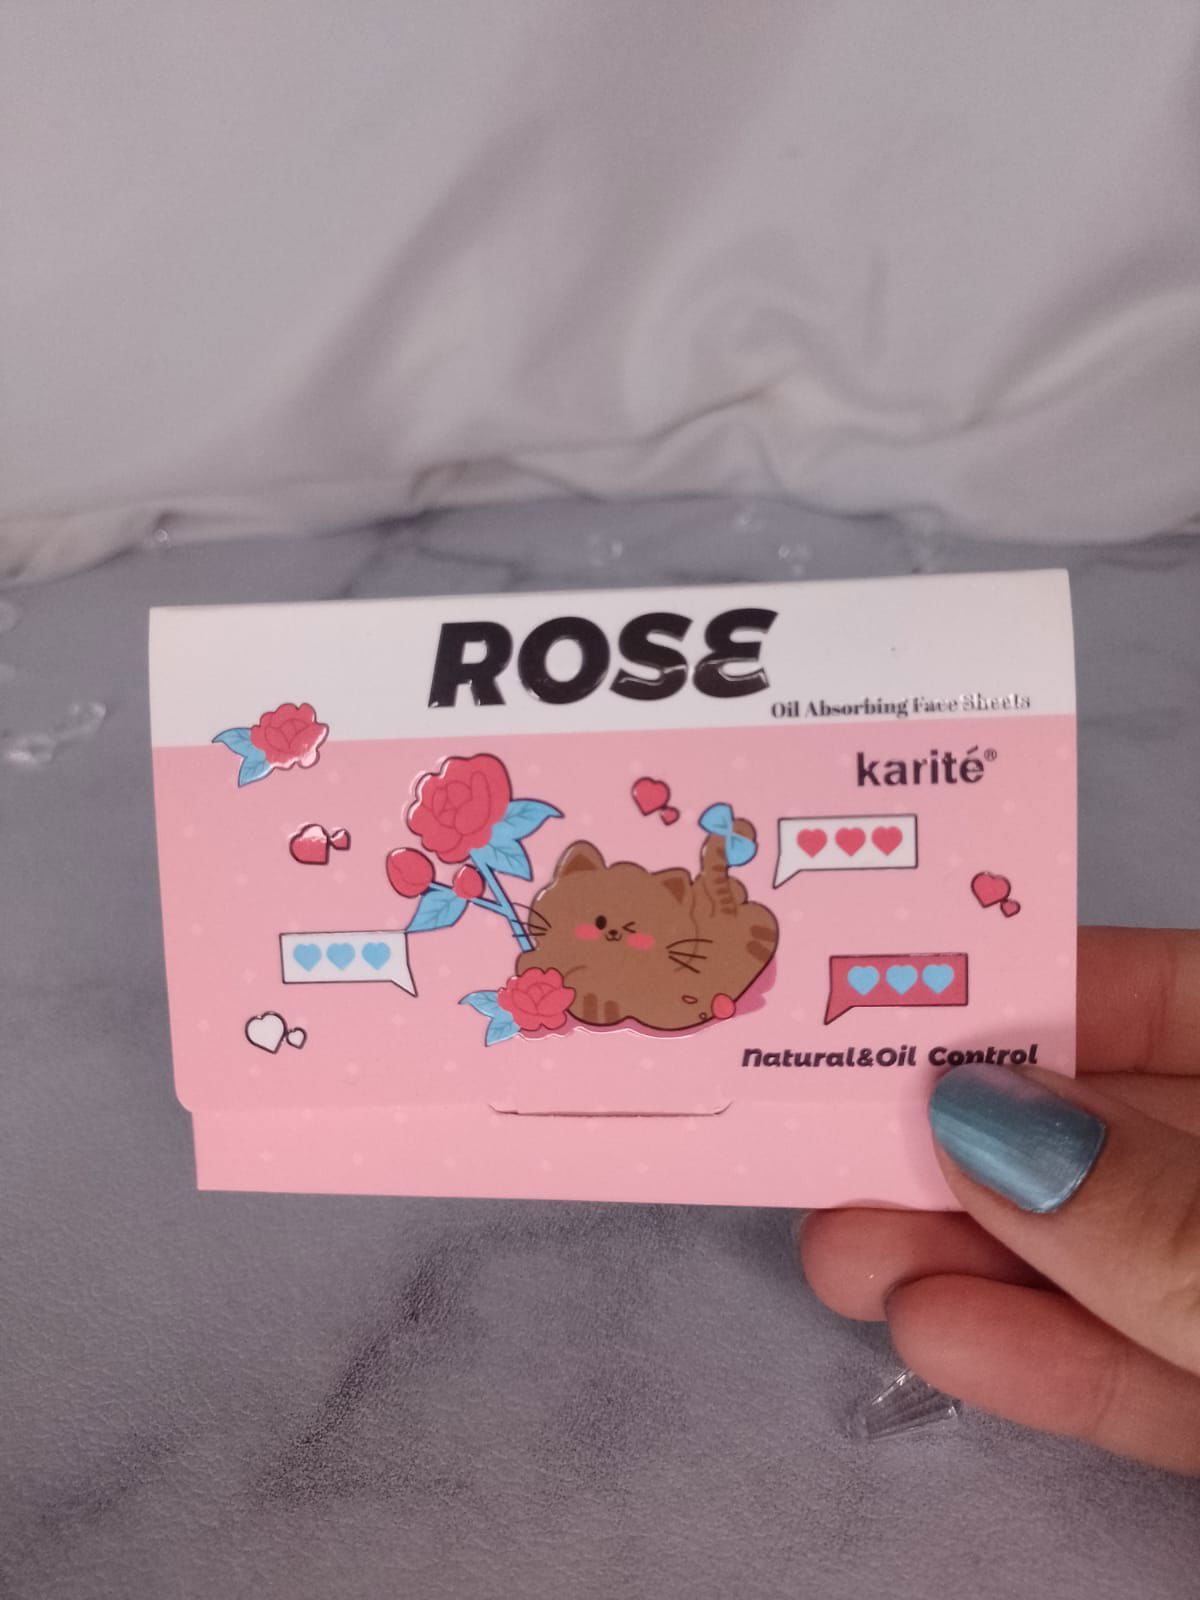 ROSE
Oil Absorbing Face Sheets
karité®
Natural&Oil Control